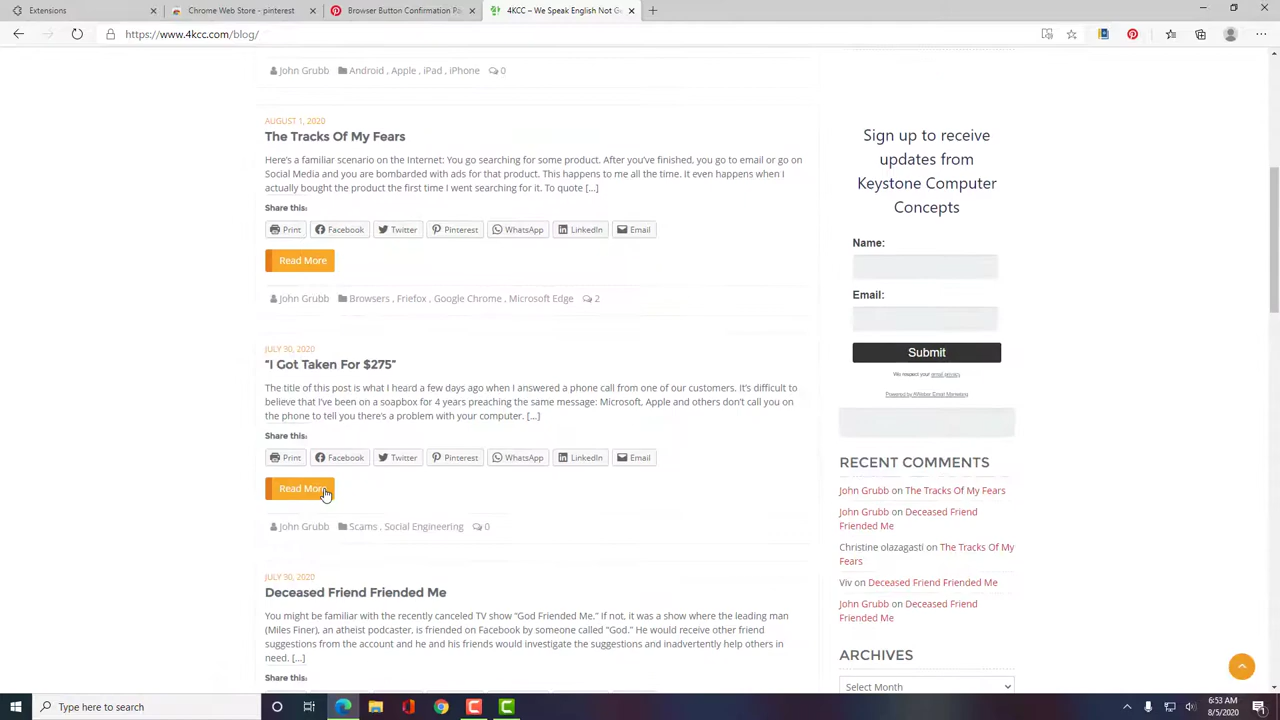 Extensions
Chrome Web Store - pinterest
Pinterest
4KCC – We Speak English Not G
https://www.4kcc.com/blog/
John Grubb Android , Apple , iPad , iPhone 0
AUGUST 1, 2020
The Tracks Of My Fears
Here’s a familiar scenario on the Internet: You go searching for some product. After you’ve finished, you go to email or go on
Social Media and you are bombarded with ads for that product. This happens to me all the time. It even happens when I
actually bought the product the first time I went searching for it. To quote […]
Share this:
Print Facebook Twitter Pinterest WhatsApp LinkedIn Email
Read More
John Grubb Browsers , Friefox , Google Chrome , Microsoft Edge 2
JULY 30, 2020
“I Got Taken For $275”
The title of this post is what I heard a few days ago when I answered a phone call from one of our customers. It’s difficult to
believe that I’ve been on a soapbox for 4 years preaching the same message: Microsoft, Apple and others don’t call you on
the phone to tell you there’s a problem with your computer. […]
Share this:
Print Facebook Twitter Pinterest WhatsApp LinkedIn Email
Read More
John Grubb Scams , Social Engineering 0
JULY 30, 2020
Deceased Friend Friended Me
You might be familiar with the recently canceled TV show “God Friended Me.” If not, it was a show where the leading man
(Miles Finer), an atheist podcaster, is friended on Facebook by someone called “God.” He would receive other friend
suggestions from the account and he and his friends would investigate the suggestions and inadvertently help others in
need. […]
Share this:
Sign up to receive
updates from
Keystone Computer
Concepts
Name:
Email:
Submit
We respect your email privacy
Powered by AWeber Email Marketing
RECENT COMMENTS
John Grubb on The Tracks Of My Fears
John Grubb on Deceased Friend
Friended Me
Christine olazagasti on The Tracks Of My
Fears
Viv on Deceased Friend Friended Me
John Grubb on Deceased Friend
Friended Me
ARCHIVES
Select Month
Type here to search
6:53 AM
8/5/2020